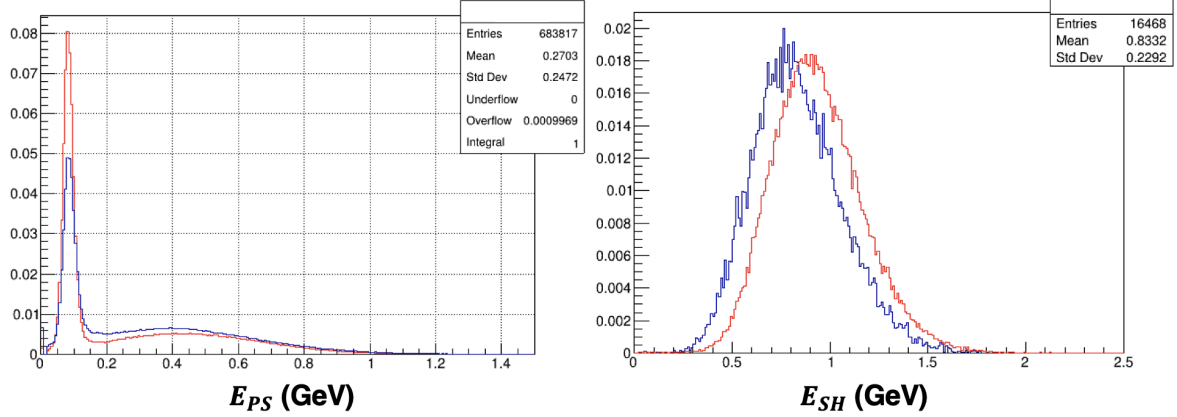 Entries 683817
Mean 0.2703
Std Dev 0.2472
Underflow 0
Overflow 0.0009969
Integral 1
0.08
0.07
0.06
0.05
0.04
0.03
0.02
0.01
0
0 0.2 0.4 0.6 0.8 1 1.2 1.4
E_PS (GeV)
Entries 16468
Mean 0.8332
Std Dev 0.2292
0.02
0.018
0.016
0.014
0.012
0.01
0.008
0.006
0.004
0.002
0
0 0.5 1 1.5 2 2.5
E_SH (GeV)